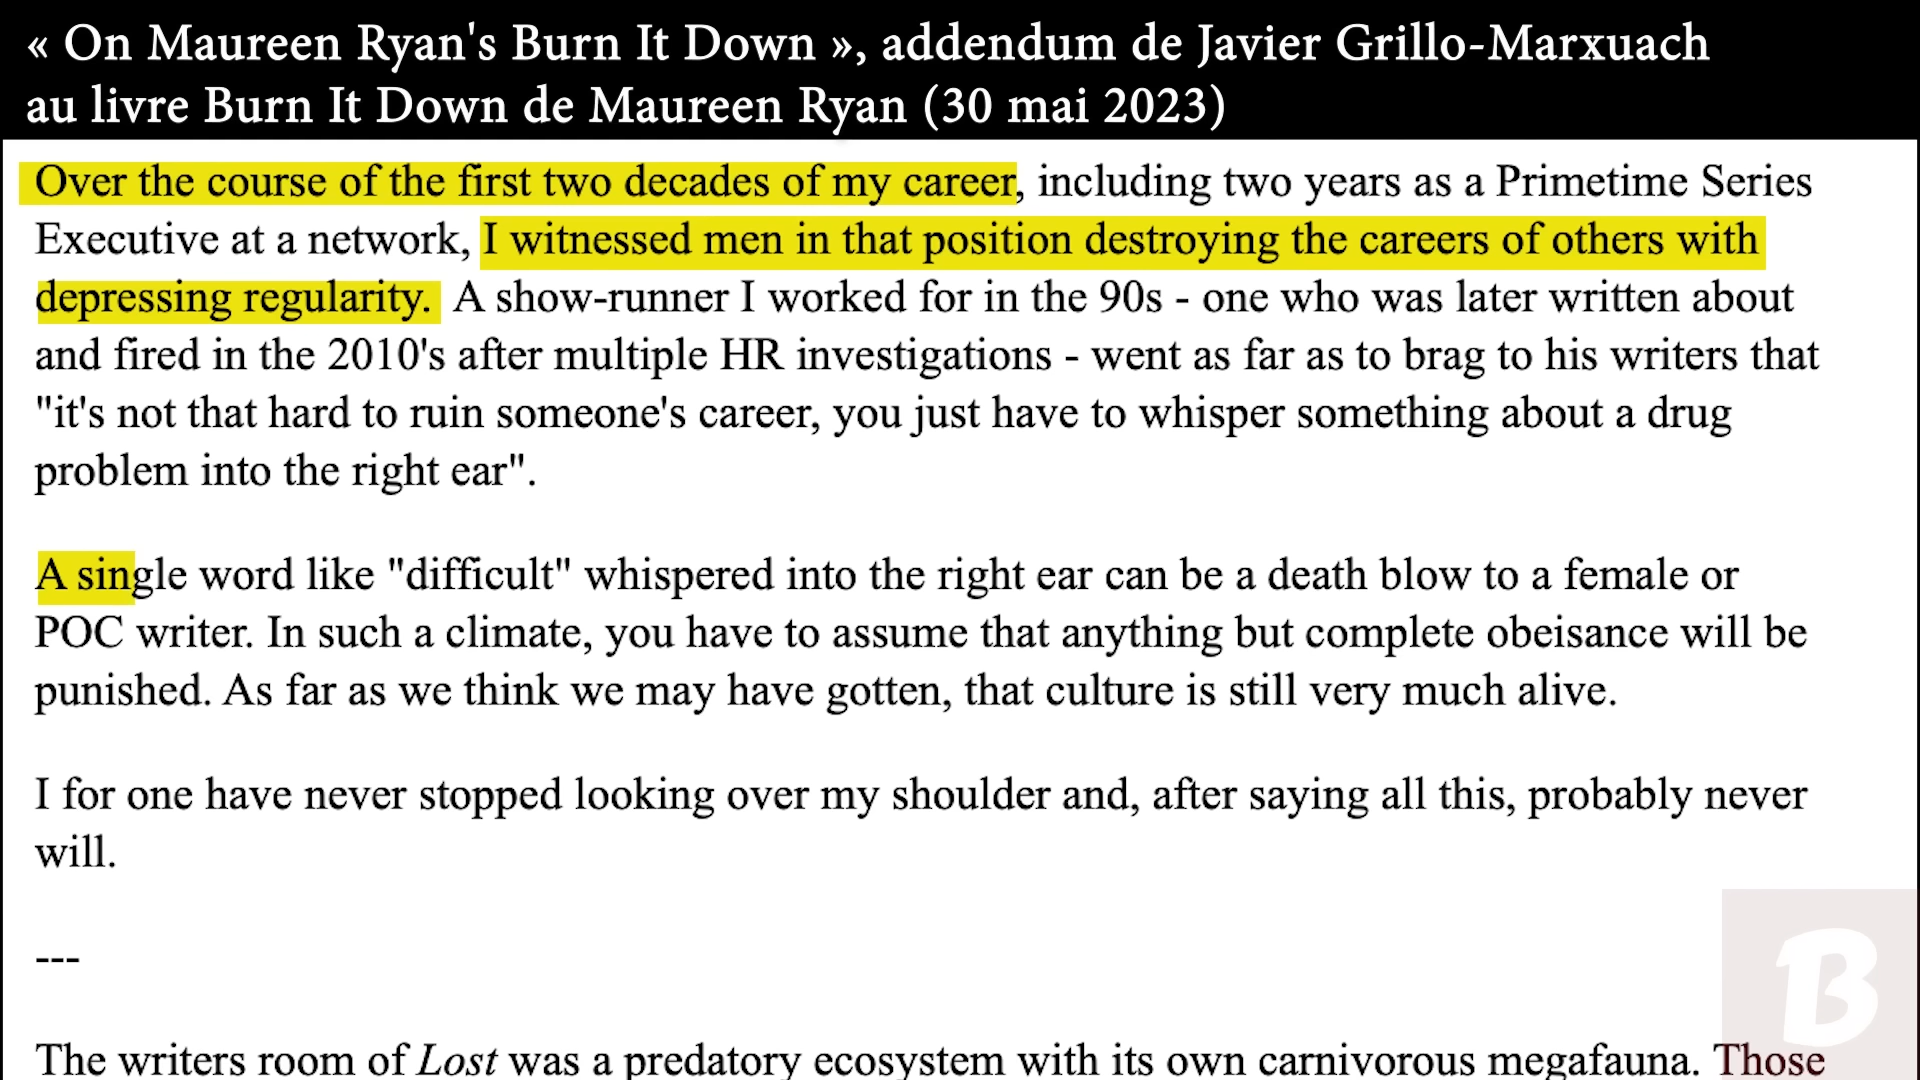 « On Maureen Ryan's Burn It Down », addendum de Javier Grillo-Marxuach
au livre Burn It Down de Maureen Ryan (30 mai 2023)
Over the course of the first two decades of my career, including two years as a Primetime Series
Executive at a network, I witnessed men in that position destroying the careers of others with
depressing regularity. A show-runner I worked for in the 90s - one who was later written about
and fired in the 2010's after multiple HR investigations - went as far as to brag to his writers that
"it's not that hard to ruin someone's career, you just have to whisper something about a drug
problem into the right ear".
A single word like "difficult" whispered into the right ear can be a death blow to a female or
POC writer. In such a climate, you have to assume that anything but complete obeisance will be
punished. As far as we think we may have gotten, that culture is still very much alive.
I for one have never stopped looking over my shoulder and, after saying all this, probably never
will.
---
The writers room of Lost was a predatory ecosystem with its own carnivorous megafauna. Those
B